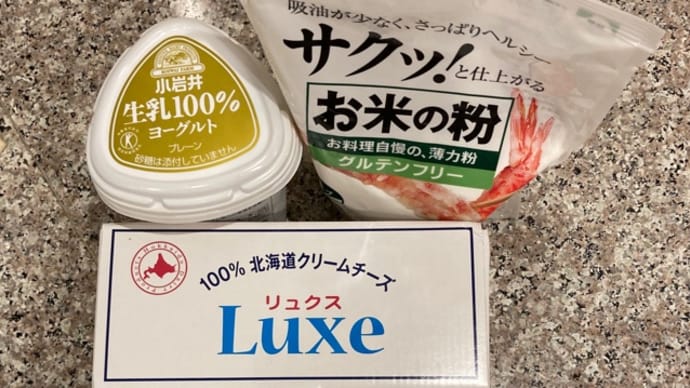 小岩井
生乳100%
ヨーグルト
プレーン
砂糖は添付していません
吸油が少なく、さっぱりヘルシー
サクッ!と仕上がる
お米の粉
お料理自慢の、薄力粉
グルテンフリー
100% 北海道クリームチーズ
リュクス
Luxe